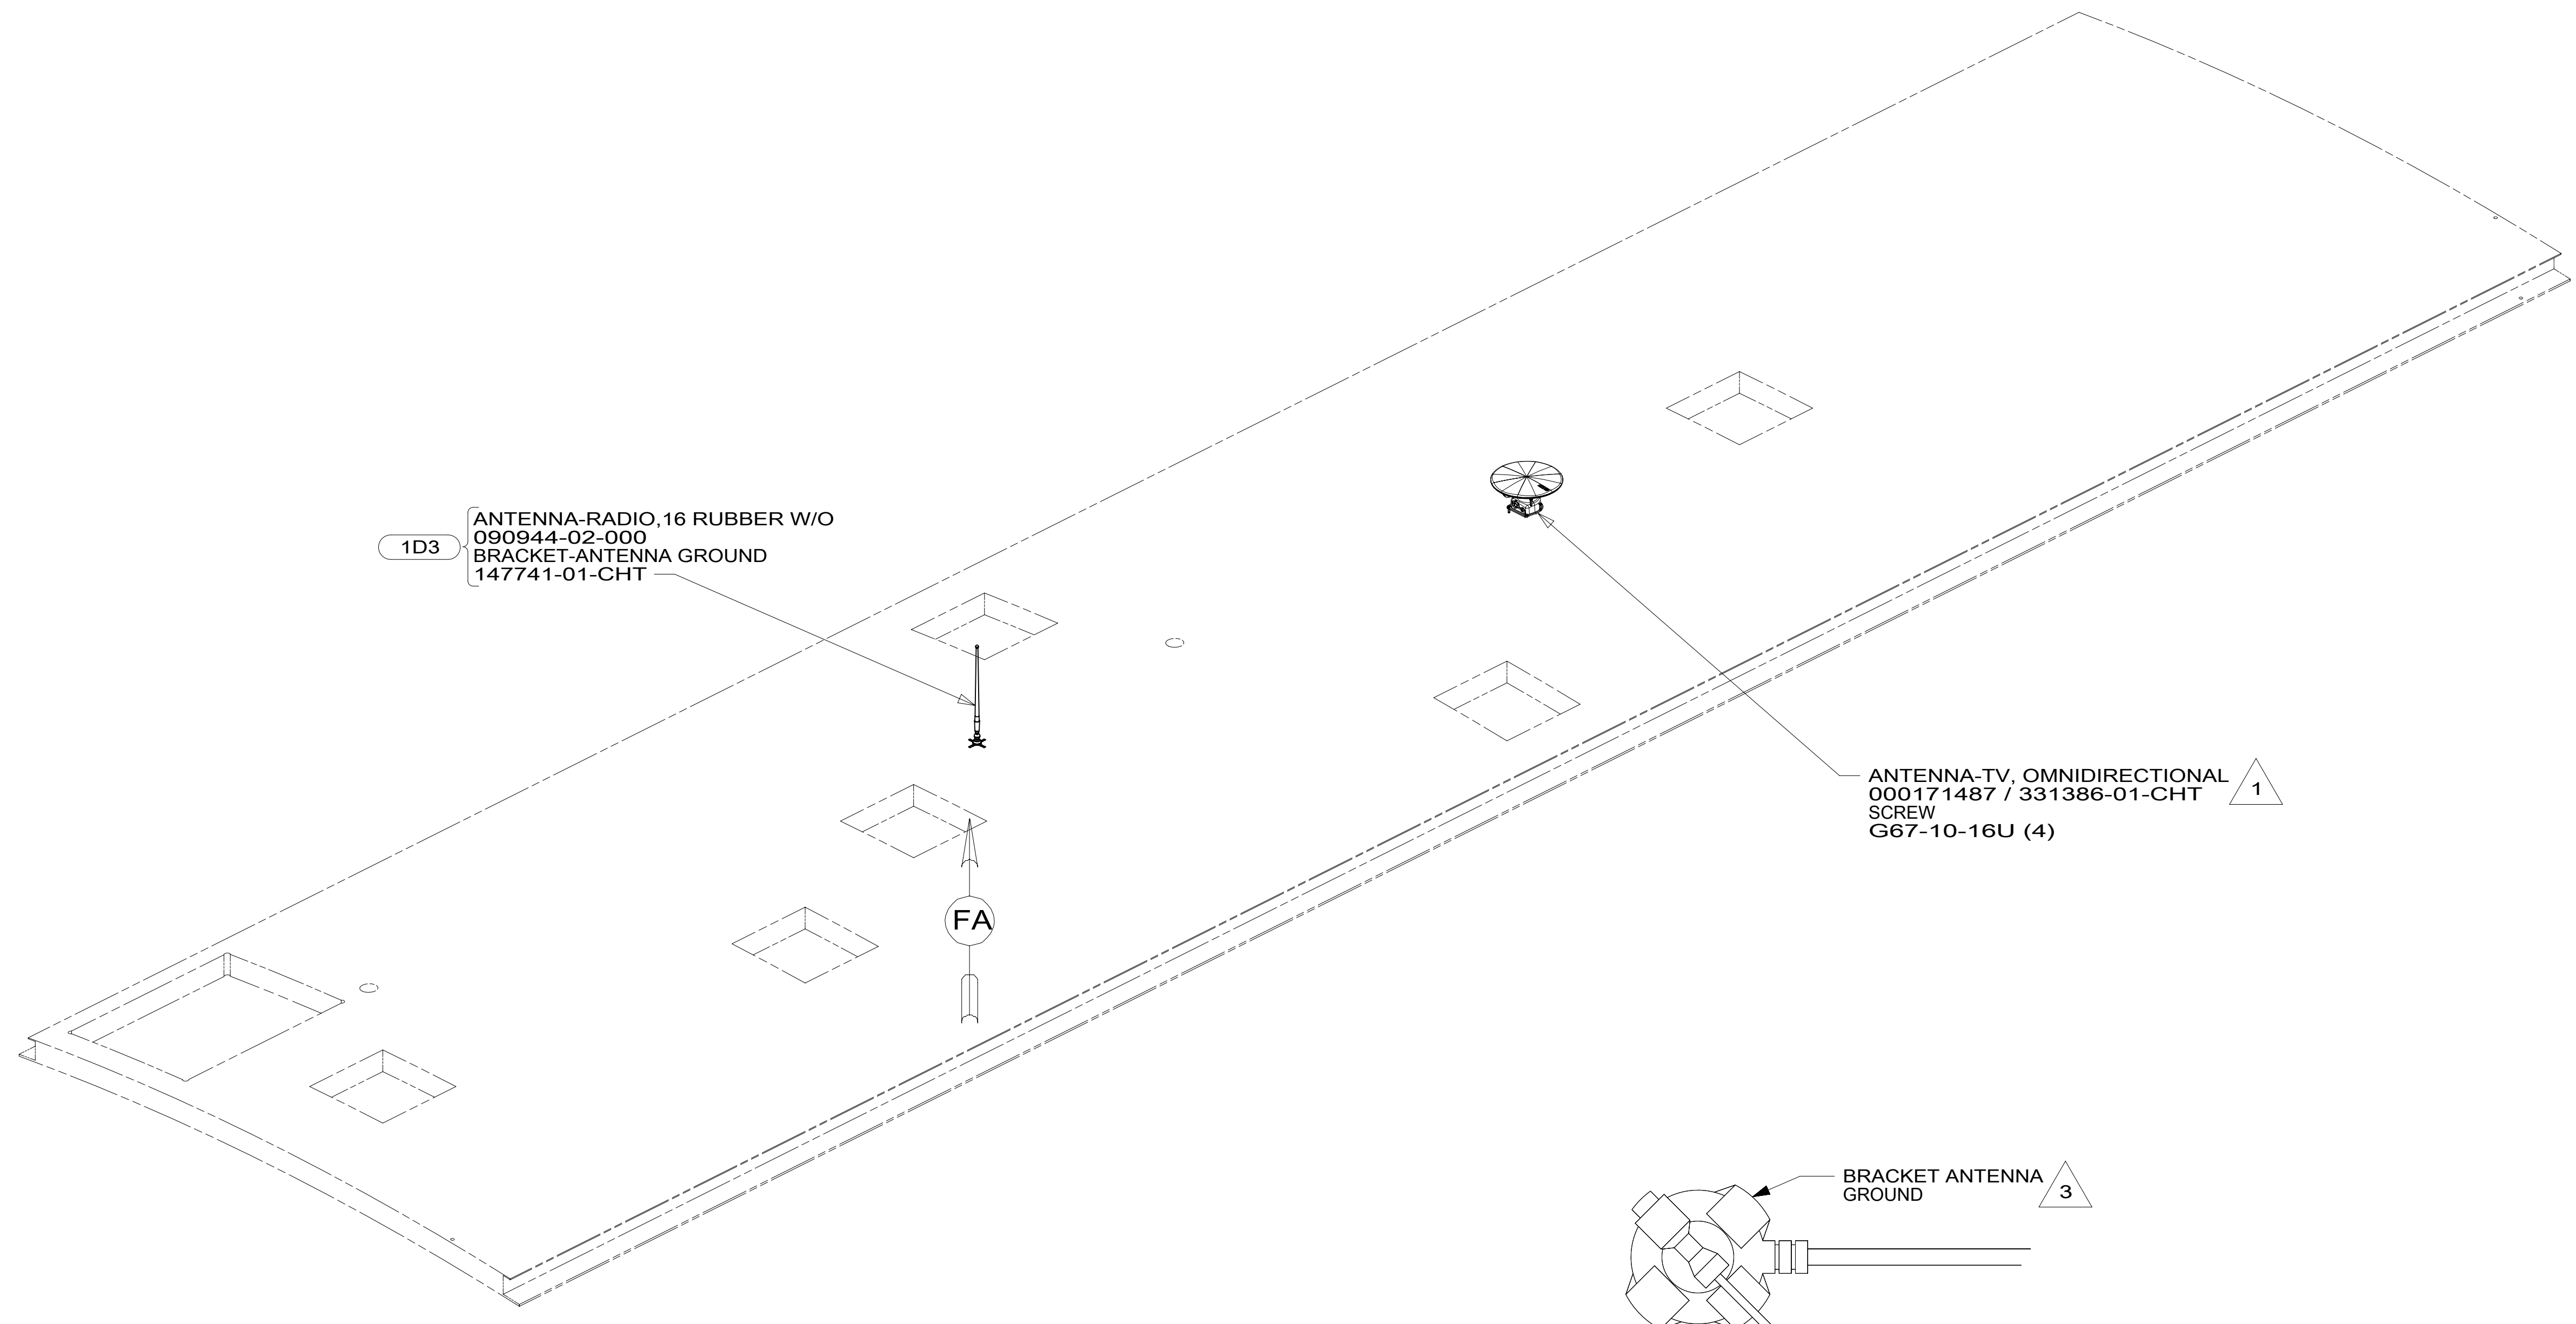 ANTENNA-RADIO,16 RUBBER W/O
090944-02-000
BRACKET-ANTENNA GROUND
147741-01-CHT
1D3
ANTENNA-TV, OMNIDIRECTIONAL
000171487 / 331386-01-CHT
SCREW
G67-10-16U (4)
1
FA
BRACKET ANTENNA
GROUND
3